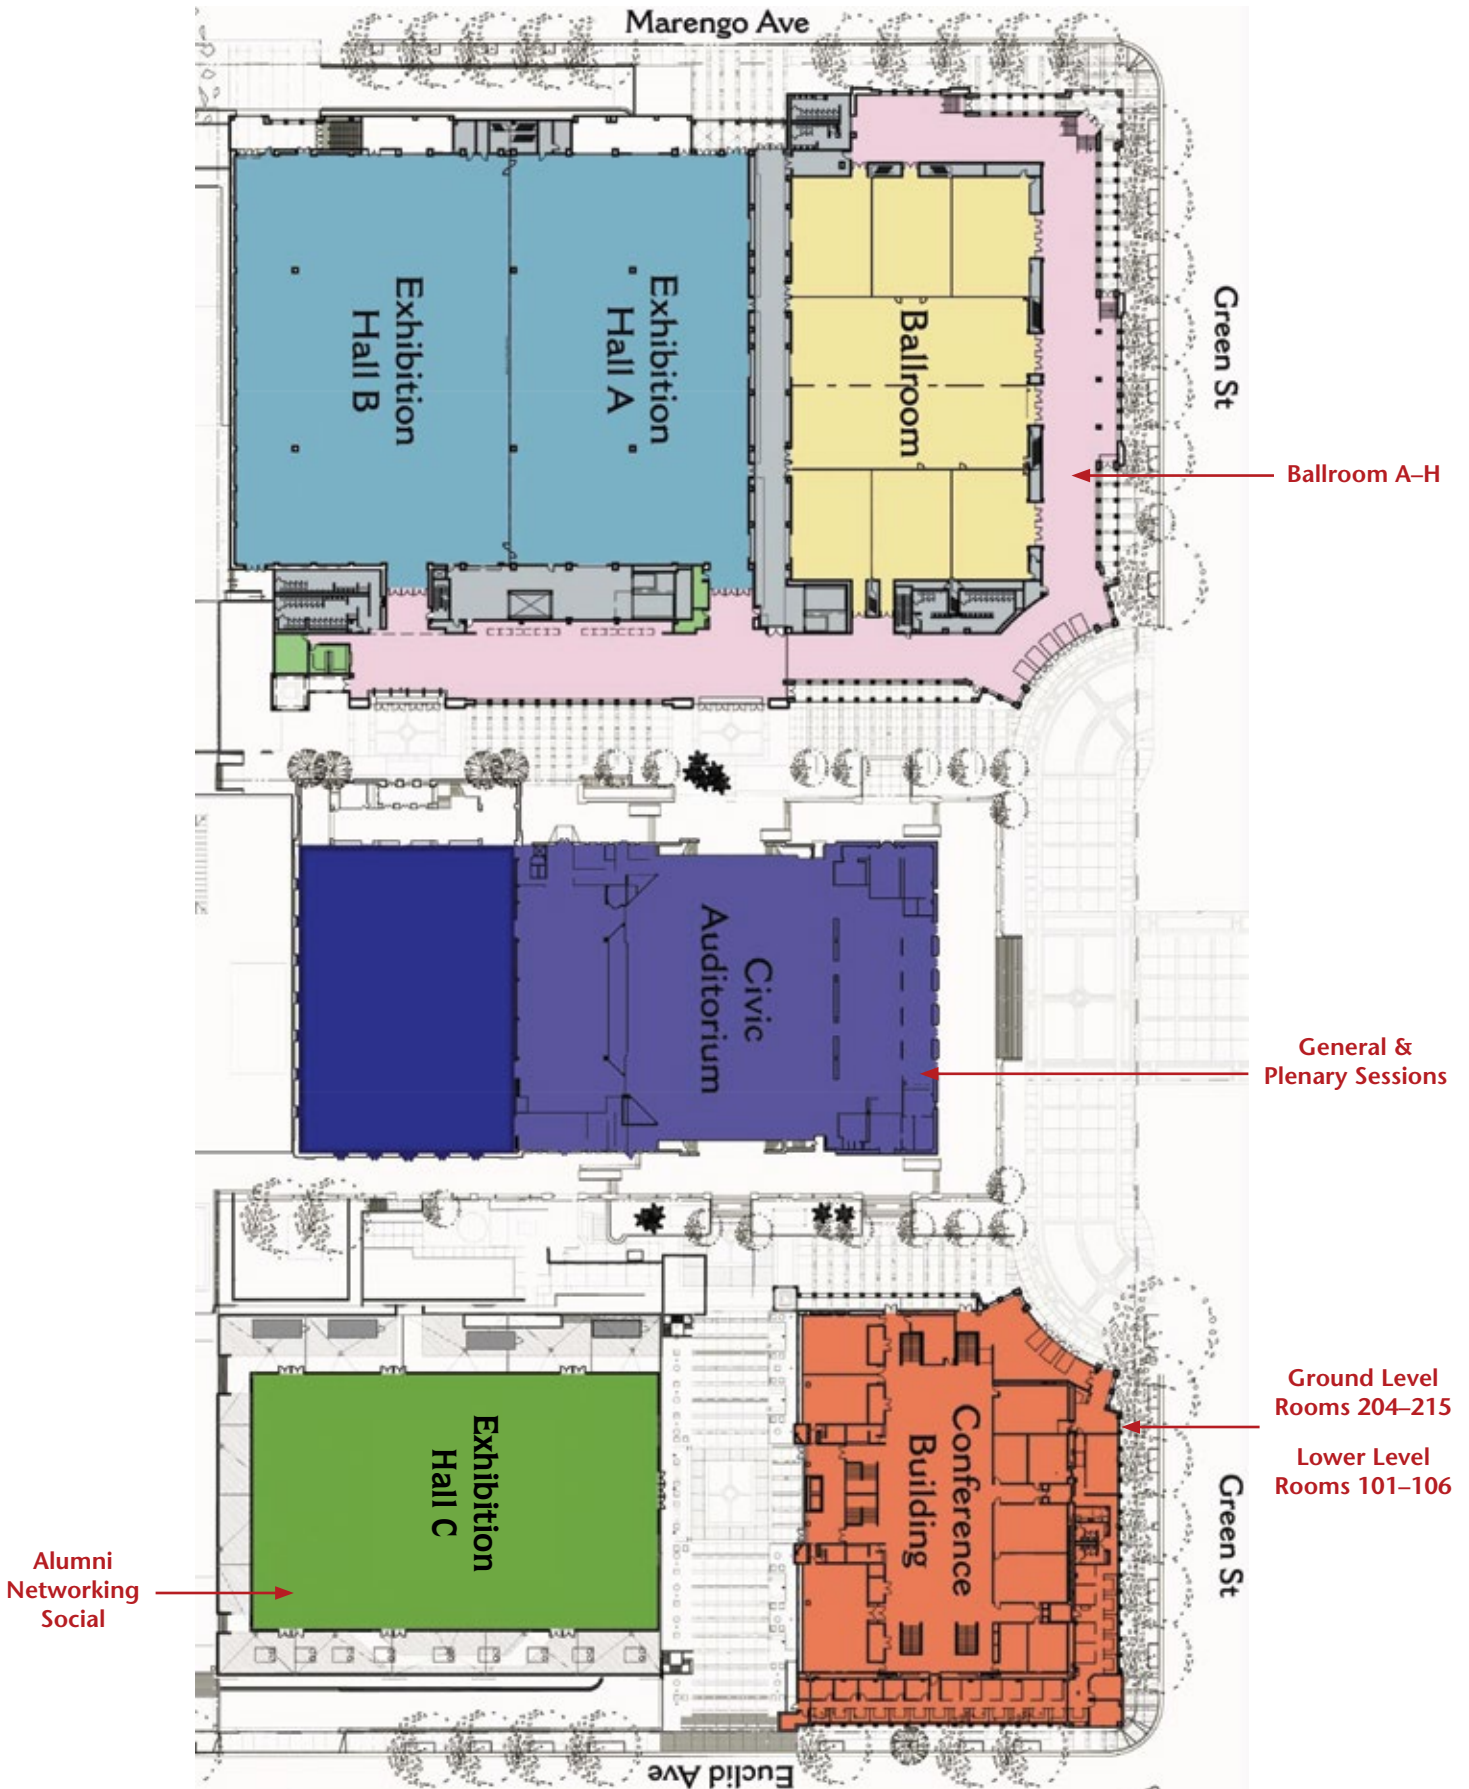 Marengo Ave
Green St
Exhibition
Hall B
Exhibition
Hall A
Ballroom
Ballroom A–H
Civic
Auditorium
General &
Plenary Sessions
Ground Level
Rooms 204–215
Lower Level
Rooms 101–106
Conference
Building
Exhibition
Hall C
Green St
Alumni
Networking
Social
Euclid Ave